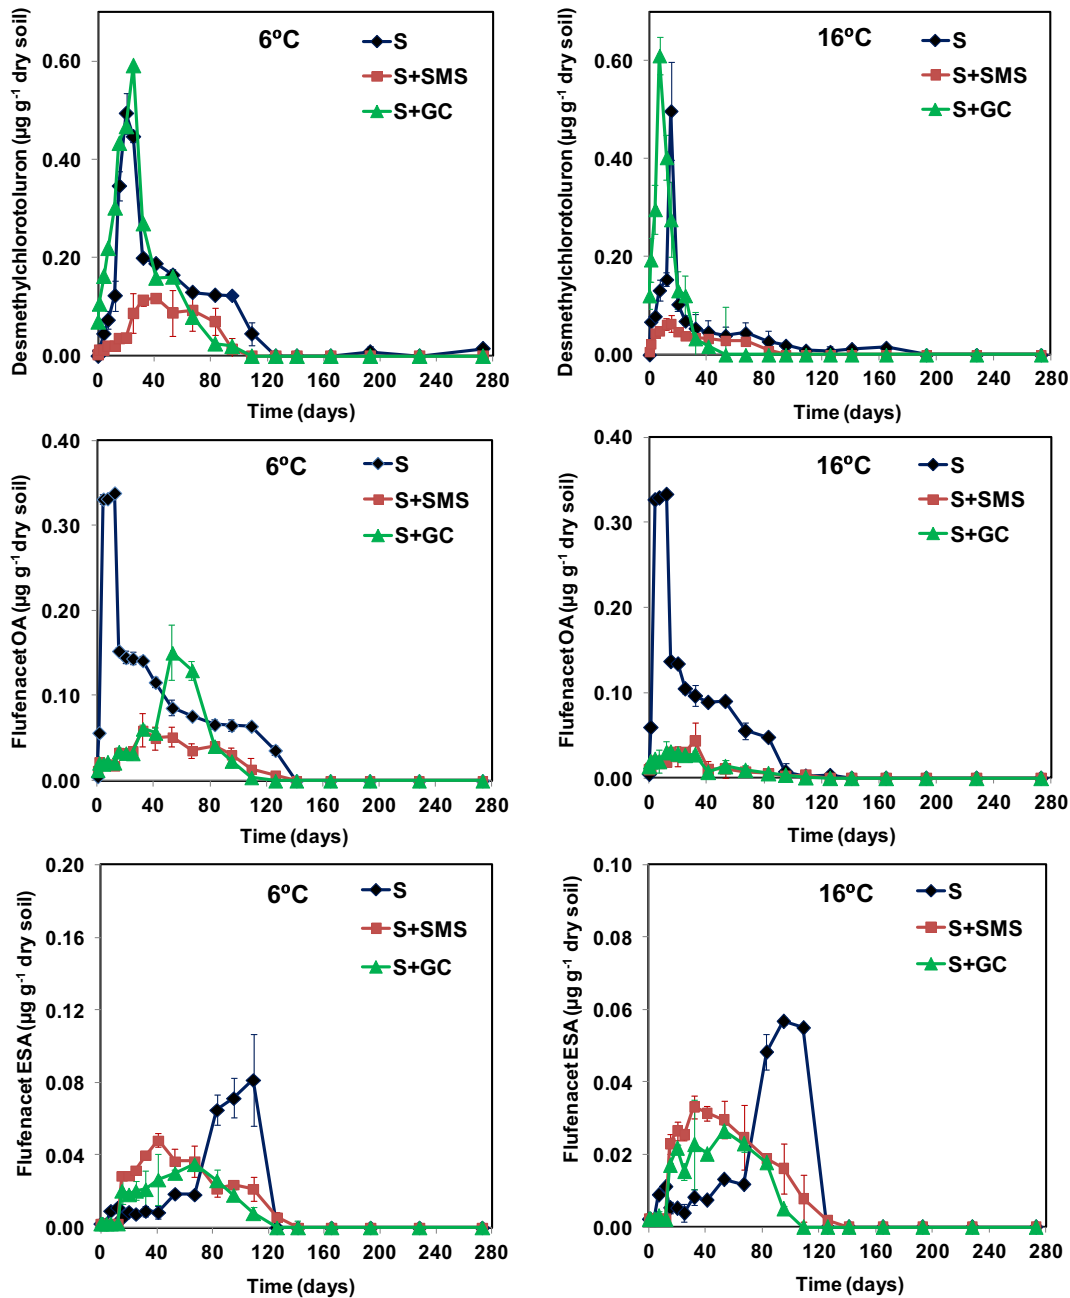 6ºC
S
S+SMS
S+GC
Desmethylchlorotoluron (µg g⁻¹ dry soil)
0.60
0.40
0.20
0.00
0 40 80 120 160 200 240 280
Time (days)
16ºC
S
S+SMS
S+GC
Desmethylchlorotoluron (µg g⁻¹ dry soil)
0.60
0.40
0.20
0.00
0 40 80 120 160 200 240 280
Time (days)
6ºC
S
S+SMS
S+GC
Flufenacet OA (µg g⁻¹ dry soil)
0.40
0.30
0.20
0.10
0.00
0 40 80 120 160 200 240 280
Time (days)
16ºC
S
S+SMS
S+GC
Flufenacet OA (µg g⁻¹ dry soil)
0.40
0.30
0.20
0.10
0.00
0 40 80 120 160 200 240 280
Time (days)
6ºC
S
S+SMS
S+GC
Flufenacet ESA (µg g⁻¹ dry soil)
0.20
0.16
0.12
0.08
0.04
0.00
0 40 80 120 160 200 240 280
Time (days)
16ºC
S
S+SMS
S+GC
Flufenacet ESA (µg g⁻¹ dry soil)
0.10
0.08
0.06
0.04
0.02
0.00
0 40 80 120 160 200 240 280
Time (days)